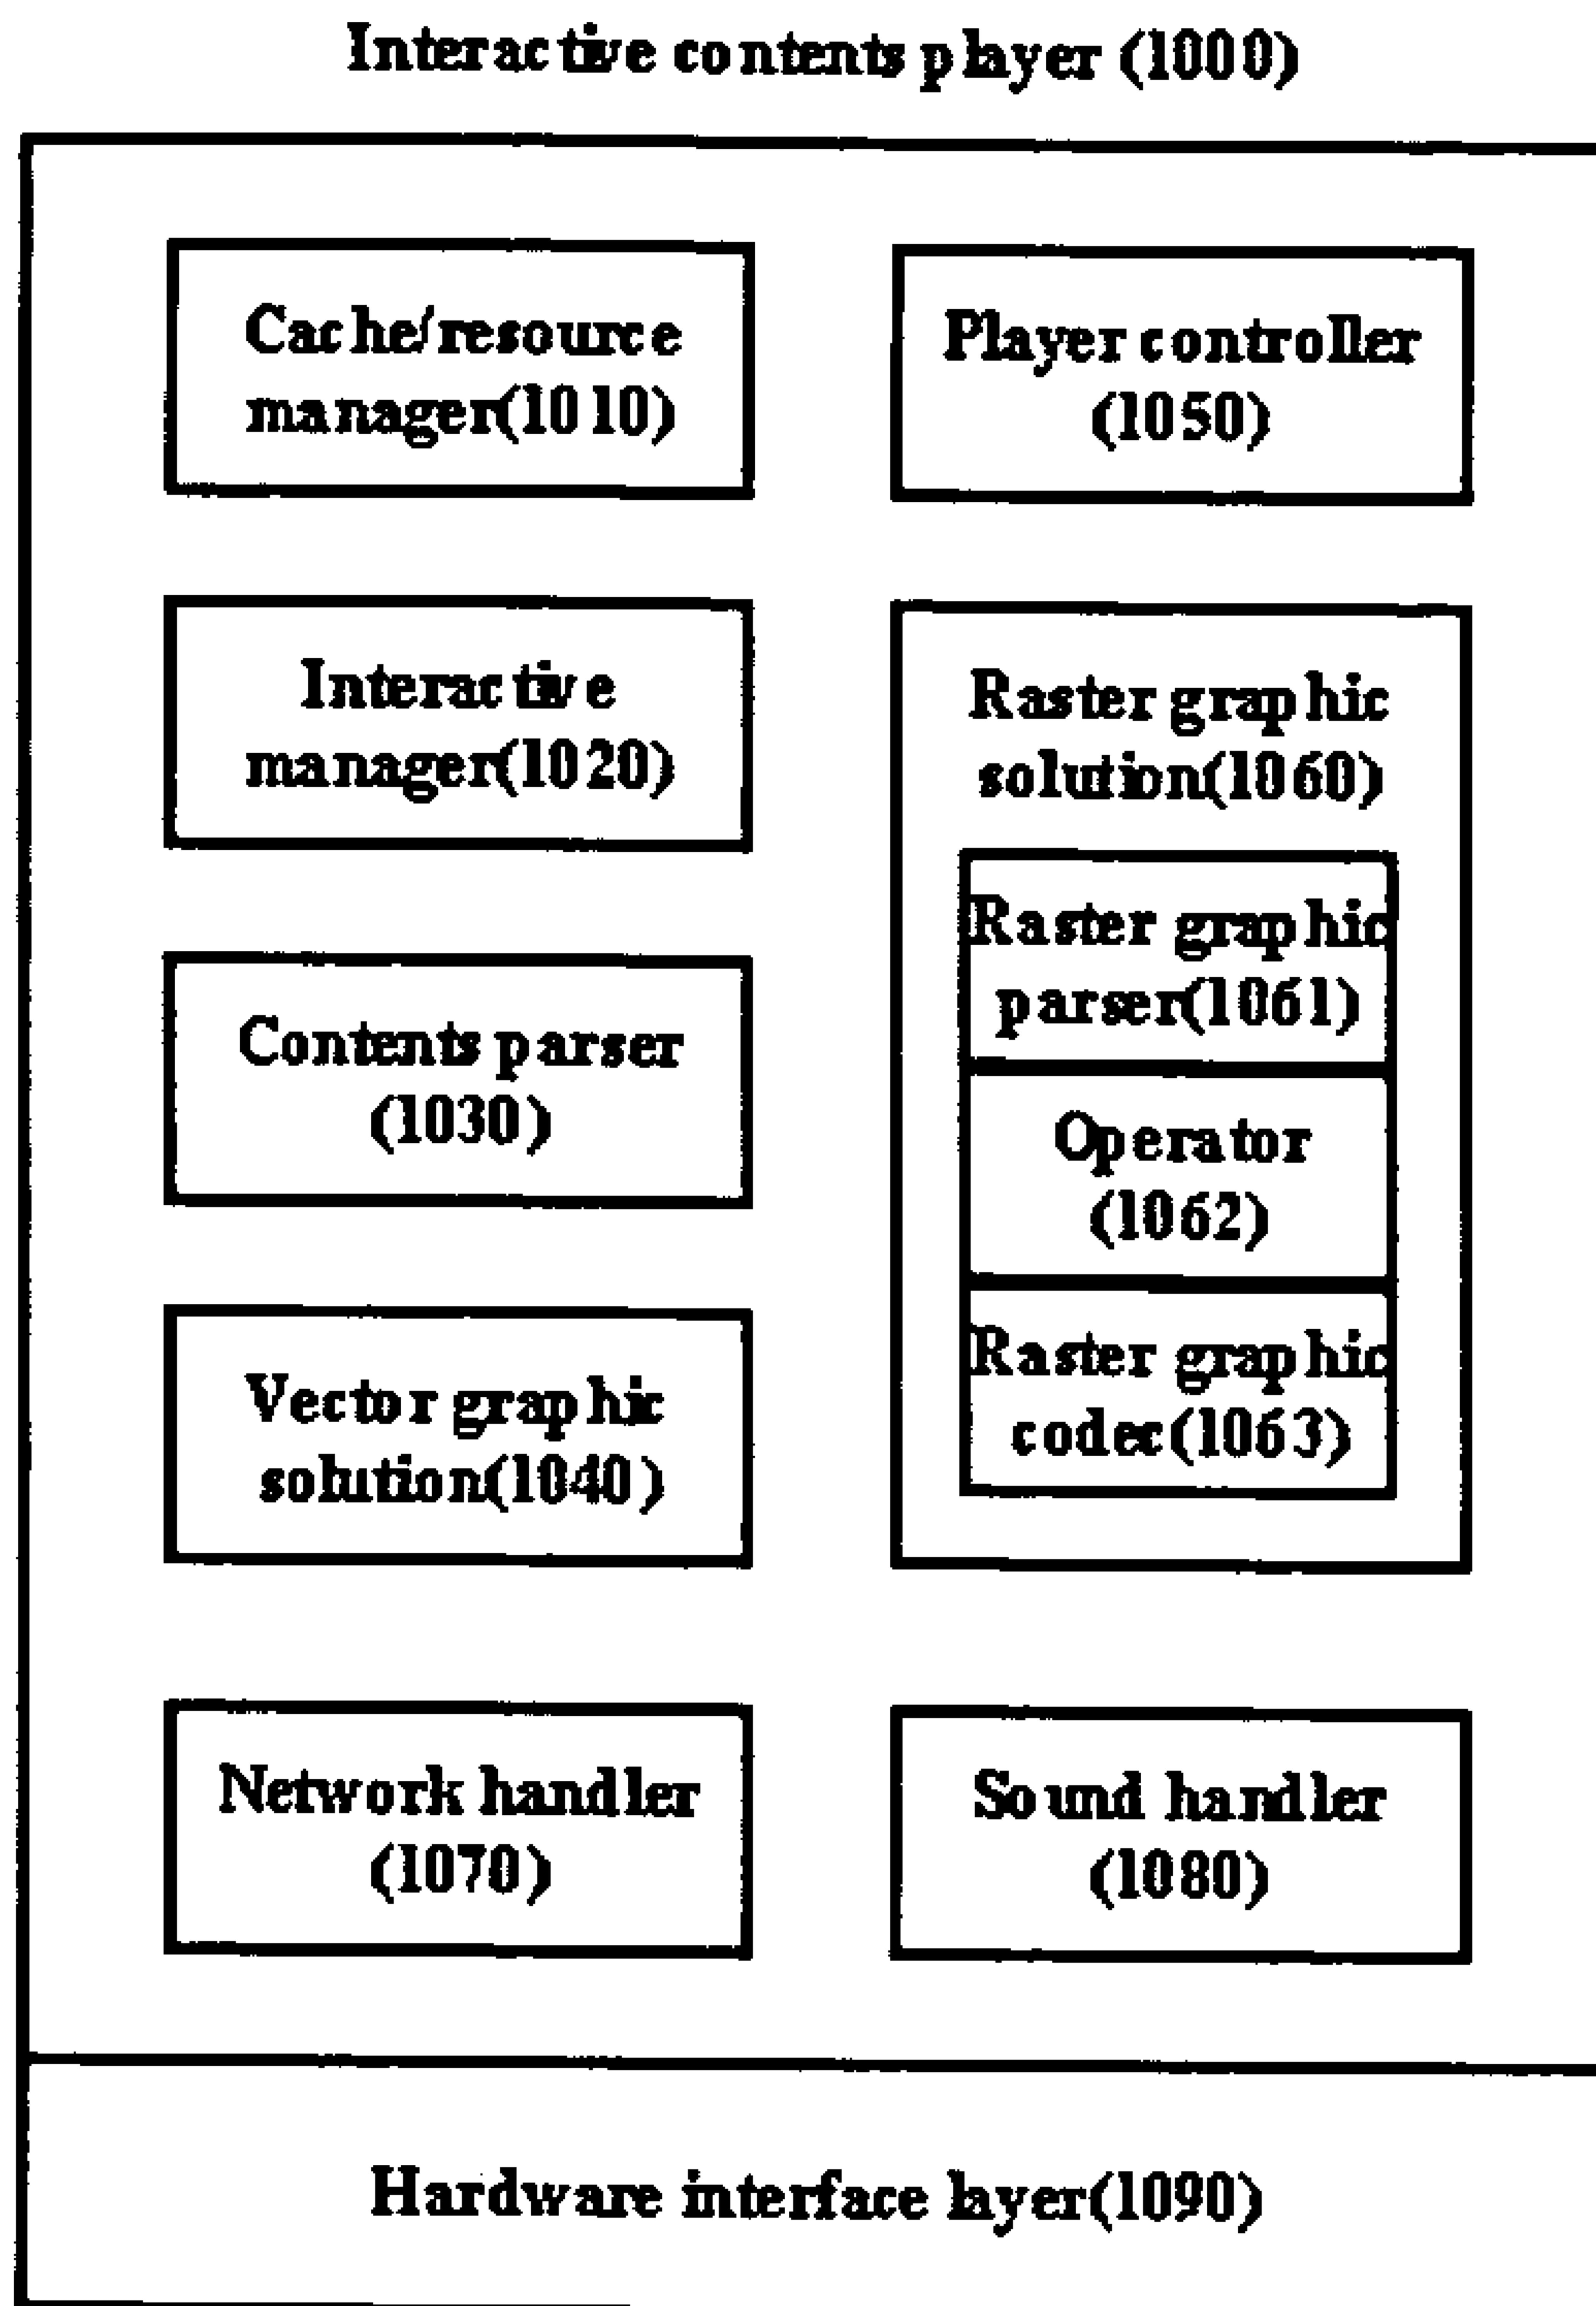 Interactive contents player (1000)
Cache/resource
manager(1010)
Player controller
(1050)
Interactive
manager(1020)
Raster graphic
solution(1060)
Raster graphic
parser(1061)
Contents parser
(1030)
Operator
(1062)
Vector graphic
solution(1040)
Raster graphic
codec(1063)
Network handler
(1070)
Sound handler
(1080)
Hardware interface layer(1090)